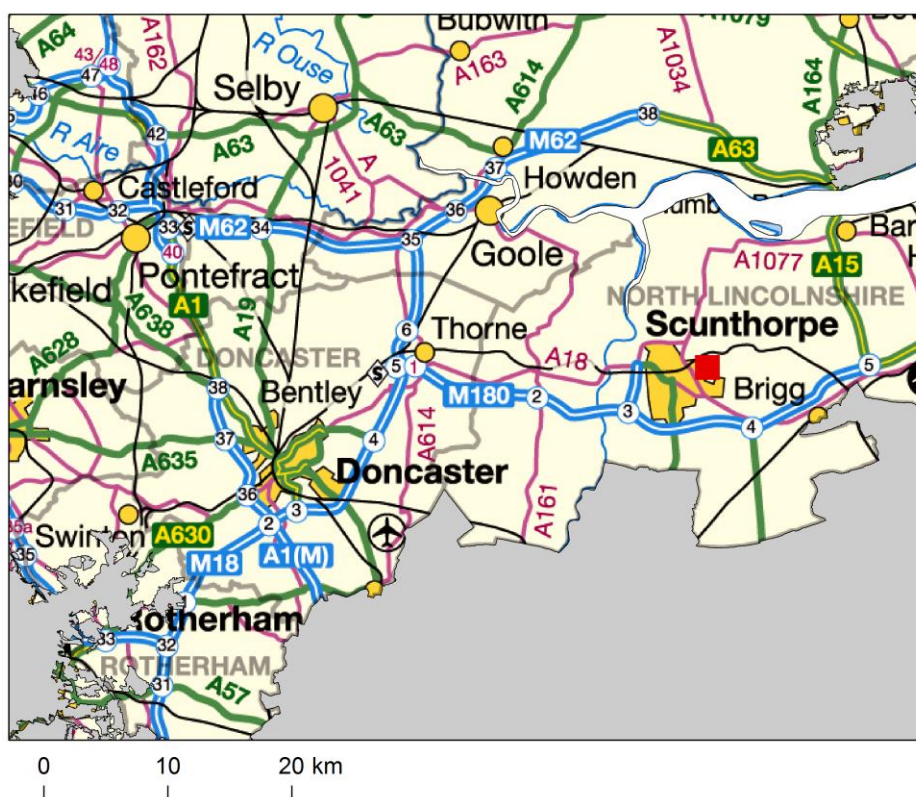 Bubwith
A1079
A64
A162
43/48
47
46
R Ouse
A163
A614
A1034
A164
Selby
42
A63
A63
38
M62
A63
R Aire
A
1041
37
Castleford
Howden
31
32
33
S
M62
34
36
35
Goole
40
Pontefract
A1077
A15
NORTH LINCOLNSHIRE
A1
A638
A19
A628
6
Thorne
Scunthorpe
DONCASTER
A18
S
5
1
5
38
Bentley
M180
2
Brigg
3
4
37
A635
4
A614
Doncaster
A161
36
3
2
A630
M18
A1(M)
35a
35
33
32
ROTHERHAM
31
A57
0 10 20 km